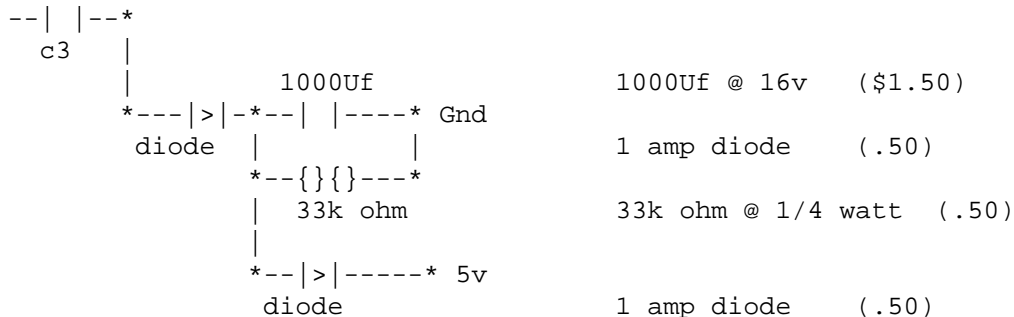 --| |--*
  c3   |
       |         1000Uf               1000Uf @ 16v  ($1.50)
       *---|>|-*--| |----* Gnd
        diode  |         |            1 amp diode   (.50)
               *--{}{}---*
               |  33k ohm             33k ohm @ 1/4 watt  (.50)
               |
               *--|>|-----* 5v
                diode                 1 amp diode   (.50)